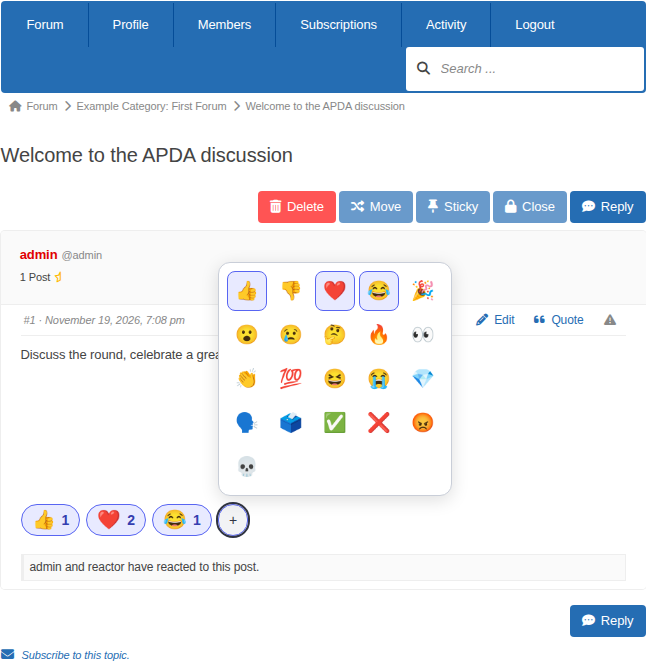 Forum Profile Members Subscriptions Activity Logout
Search ...
Forum Example Category: First Forum Welcome to the APDA discussion
Welcome to the APDA discussion
Delete Move Sticky Close Reply
admin @admin
1 Post
#1 · November 19, 2026, 7:08 pm Edit Quote
Discuss the round, celebrate a grea
👍 1 ❤️ 2 😂 1 +
admin and reactor have reacted to this post.
Reply
Subscribe to this topic.